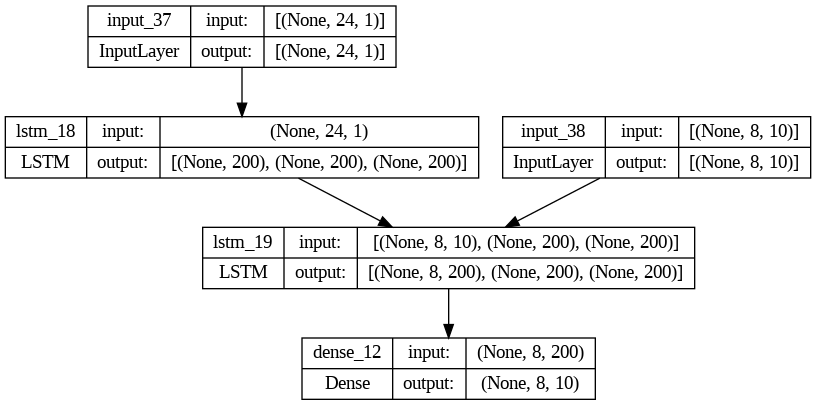 input_37 input: [(None, 24, 1)]
InputLayer output: [(None, 24, 1)]
lstm_18 input: (None, 24, 1)
LSTM output: [(None, 200), (None, 200), (None, 200)]
input_38 input: [(None, 8, 10)]
InputLayer output: [(None, 8, 10)]
lstm_19 input: [(None, 8, 10), (None, 200), (None, 200)]
LSTM output: [(None, 8, 200), (None, 200), (None, 200)]
dense_12 input: (None, 8, 200)
Dense output: (None, 8, 10)